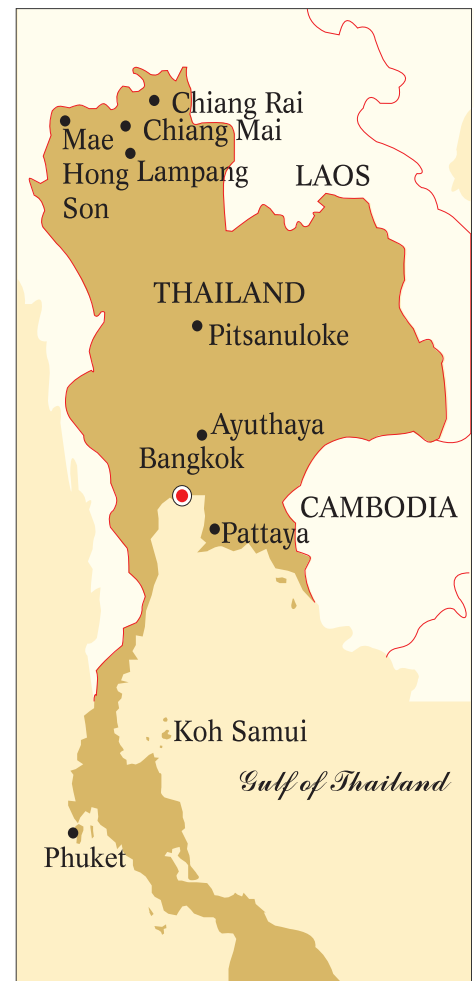 Chiang Rai
Chiang Mai
Mae
Hong
Son
Lampang
LAOS
THAILAND
Pitsanuloke
Ayuthaya
Bangkok
CAMBODIA
Pattaya
Koh Samui
Gulf of Thailand
Phuket